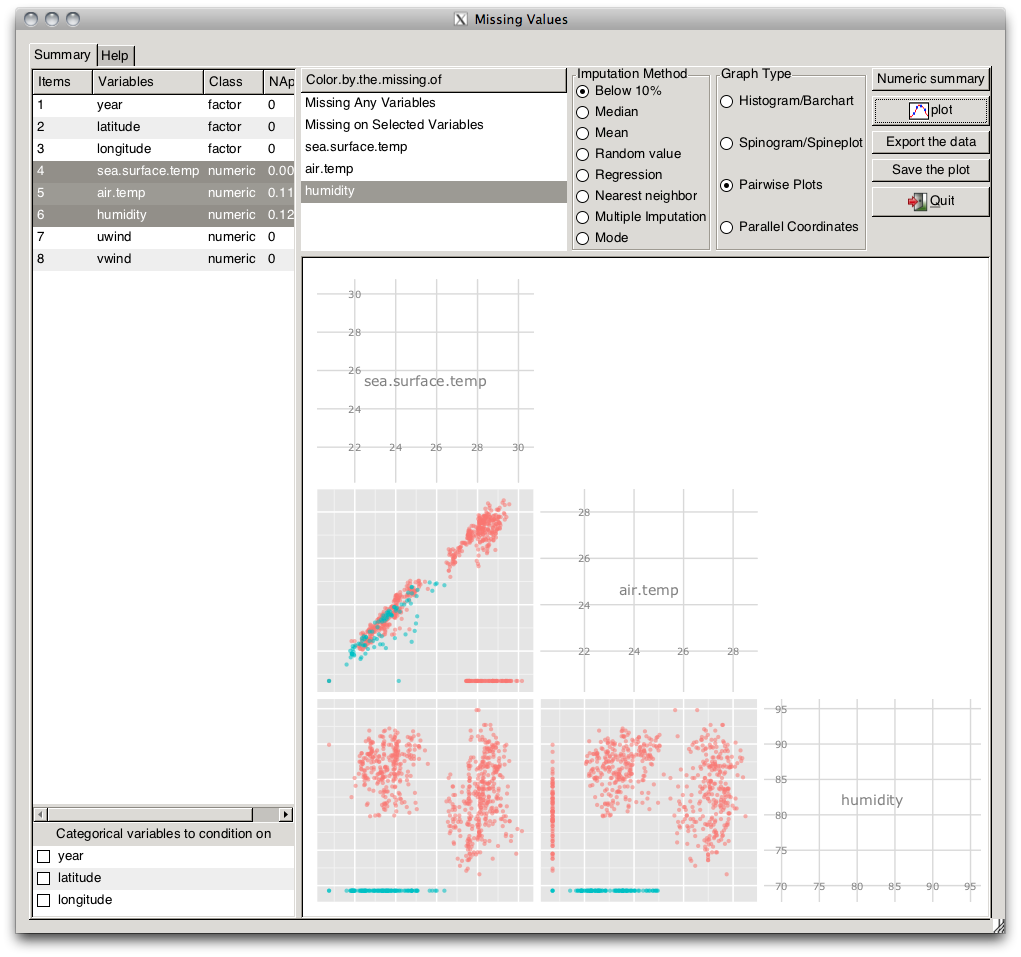 Missing Values
Summary
Help
Items Variables Class NAp
1 year factor 0
2 latitude factor 0
3 longitude factor 0
4 sea.surface.temp numeric 0.00
5 air.temp numeric 0.11
6 humidity numeric 0.12
7 uwind numeric 0
8 vwind numeric 0
Categorical variables to condition on
year
latitude
longitude
Color.by.the.missing.of
Missing Any Variables
Missing on Selected Variables
sea.surface.temp
air.temp
humidity
Imputation Method
Below 10%
Median
Mean
Random value
Regression
Nearest neighbor
Multiple Imputation
Mode
Graph Type
Histogram/Barchart
Spinogram/Spineplot
Pairwise Plots
Parallel Coordinates
Numeric summary
plot
Export the data
Save the plot
Quit
30
28
26
sea.surface.temp
24
22 24 26 28 30
28
26
air.temp
24
22 24 26 28
95
90
85
humidity
80
75
70 75 80 85 90 95